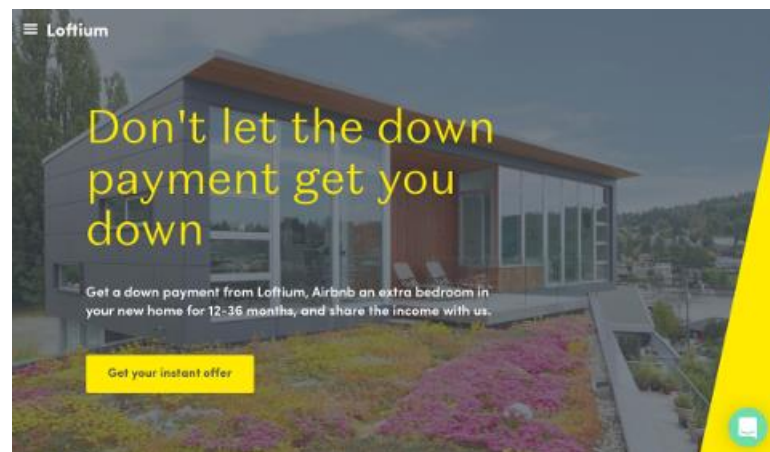 Loftium
Don't let the down
payment get you
down
Get a down payment from Loftium, Airbnb an extra bedroom in
your new home for 12-36 months, and share the income with us.
Get your instant offer